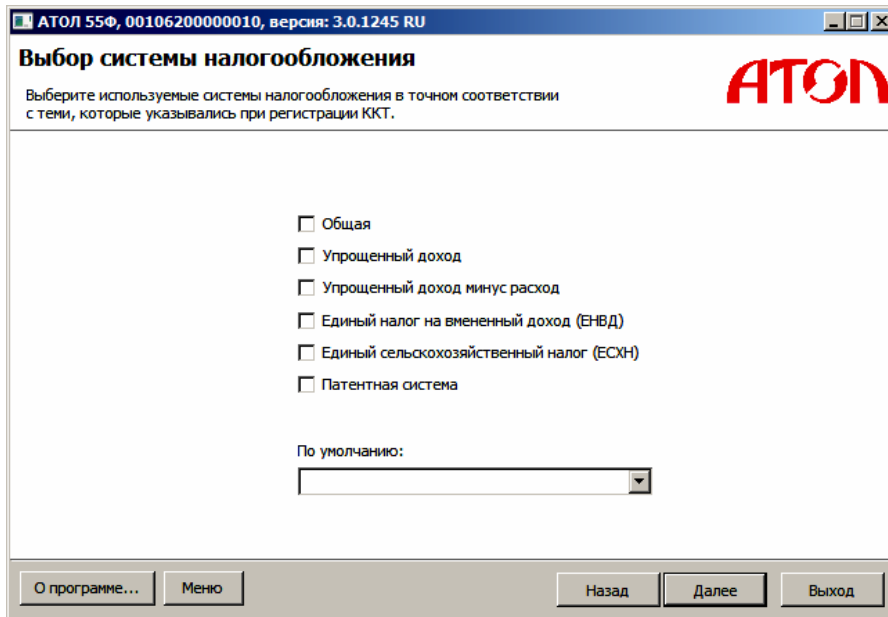 АТОЛ 55Ф, 00106200000010, версия: 3.0.1245 RU
Выбор системы налогообложения
Выберите используемые системы налогообложения в точном соответствии
с теми, которые указывались при регистрации ККТ.
АТОЛ
Общая
Упрощенный доход
Упрощенный доход минус расход
Единый налог на вмененный доход (ЕНВД)
Единый сельскохозяйственный налог (ЕСХН)
Патентная система
По умолчанию:
О программе... Меню Назад Далее Выход